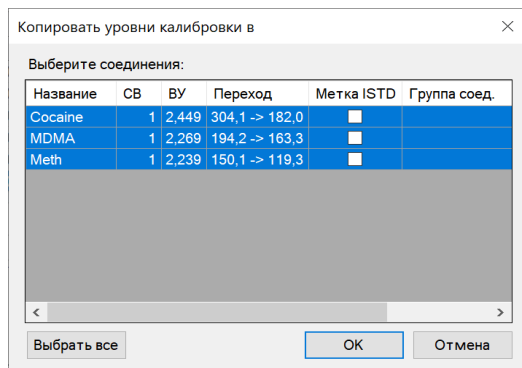 Копировать уровни калибровки в
Выберите соединения:
Название СВ ВУ Переход Метка ISTD Группа соед.
Cocaine 1 2,449 304,1 -> 182,0
MDMA 1 2,269 194,2 -> 163,3
Meth 1 2,239 150,1 -> 119,3
Выбрать все OK Отмена